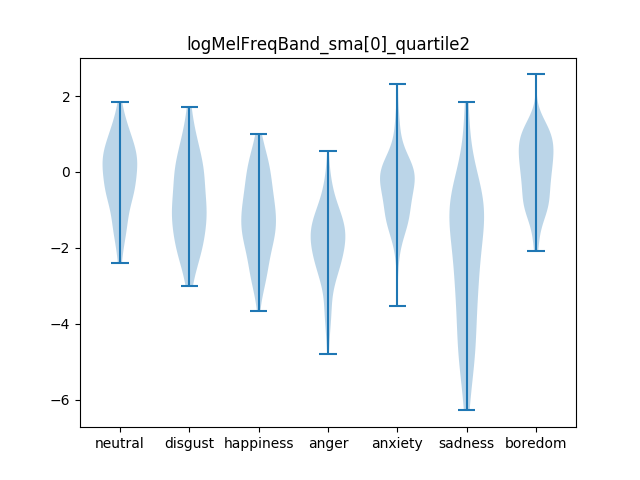 logMelFreqBand_sma[0]_quartile2
2
0
−2
−4
−6
neutral disgust happiness anger anxiety sadness boredom